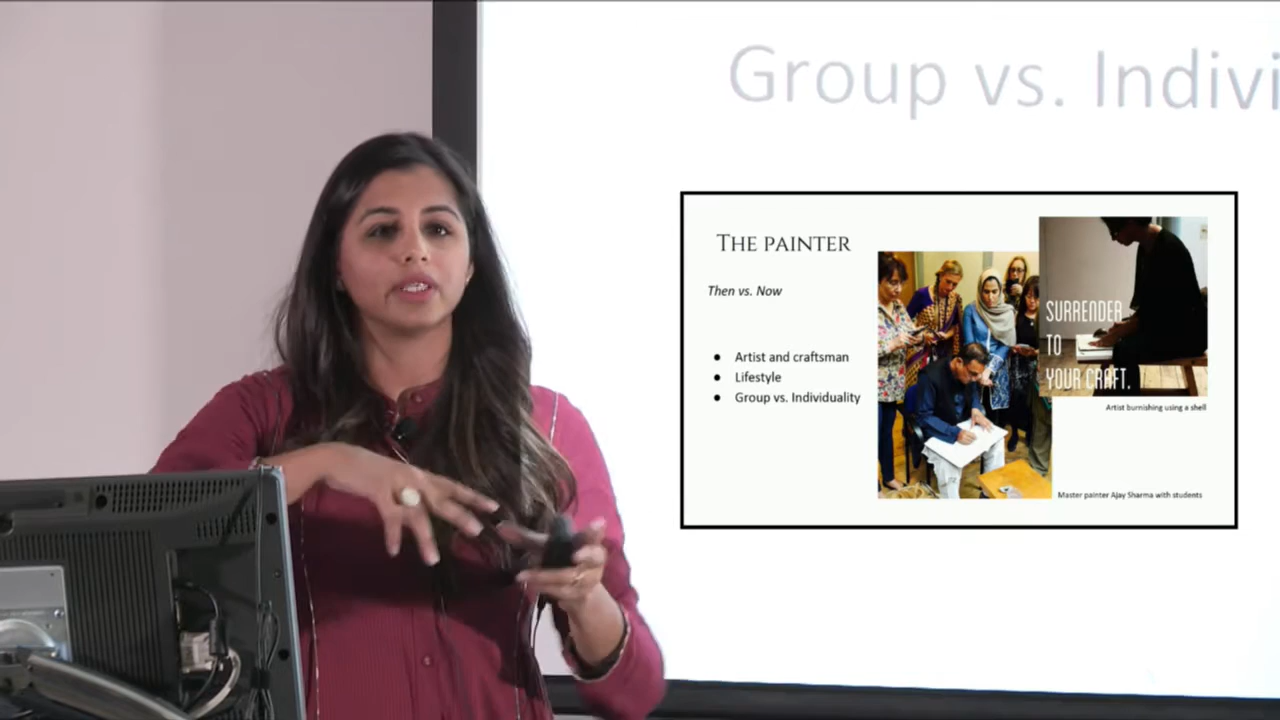 Group vs. Indivi
THE PAINTER
Then vs. Now
● Artist and craftsman
● Lifestyle
● Group vs. Individuality
SURRENDER
TO
YOUR CRAFT.
Artist burnishing using a shell
Master painter Ajay Sharma with students